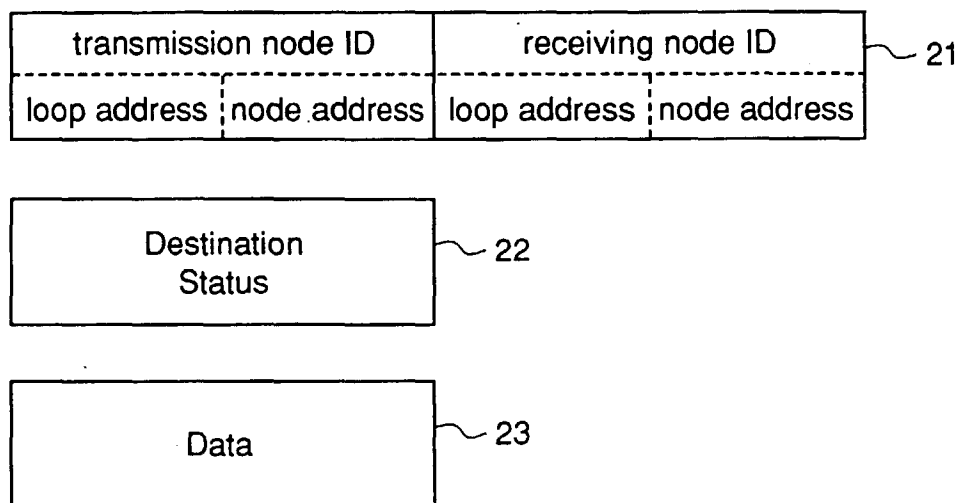 transmission node ID receiving node ID
21
loop address node address loop address node address
Destination
Status
22
Data
23